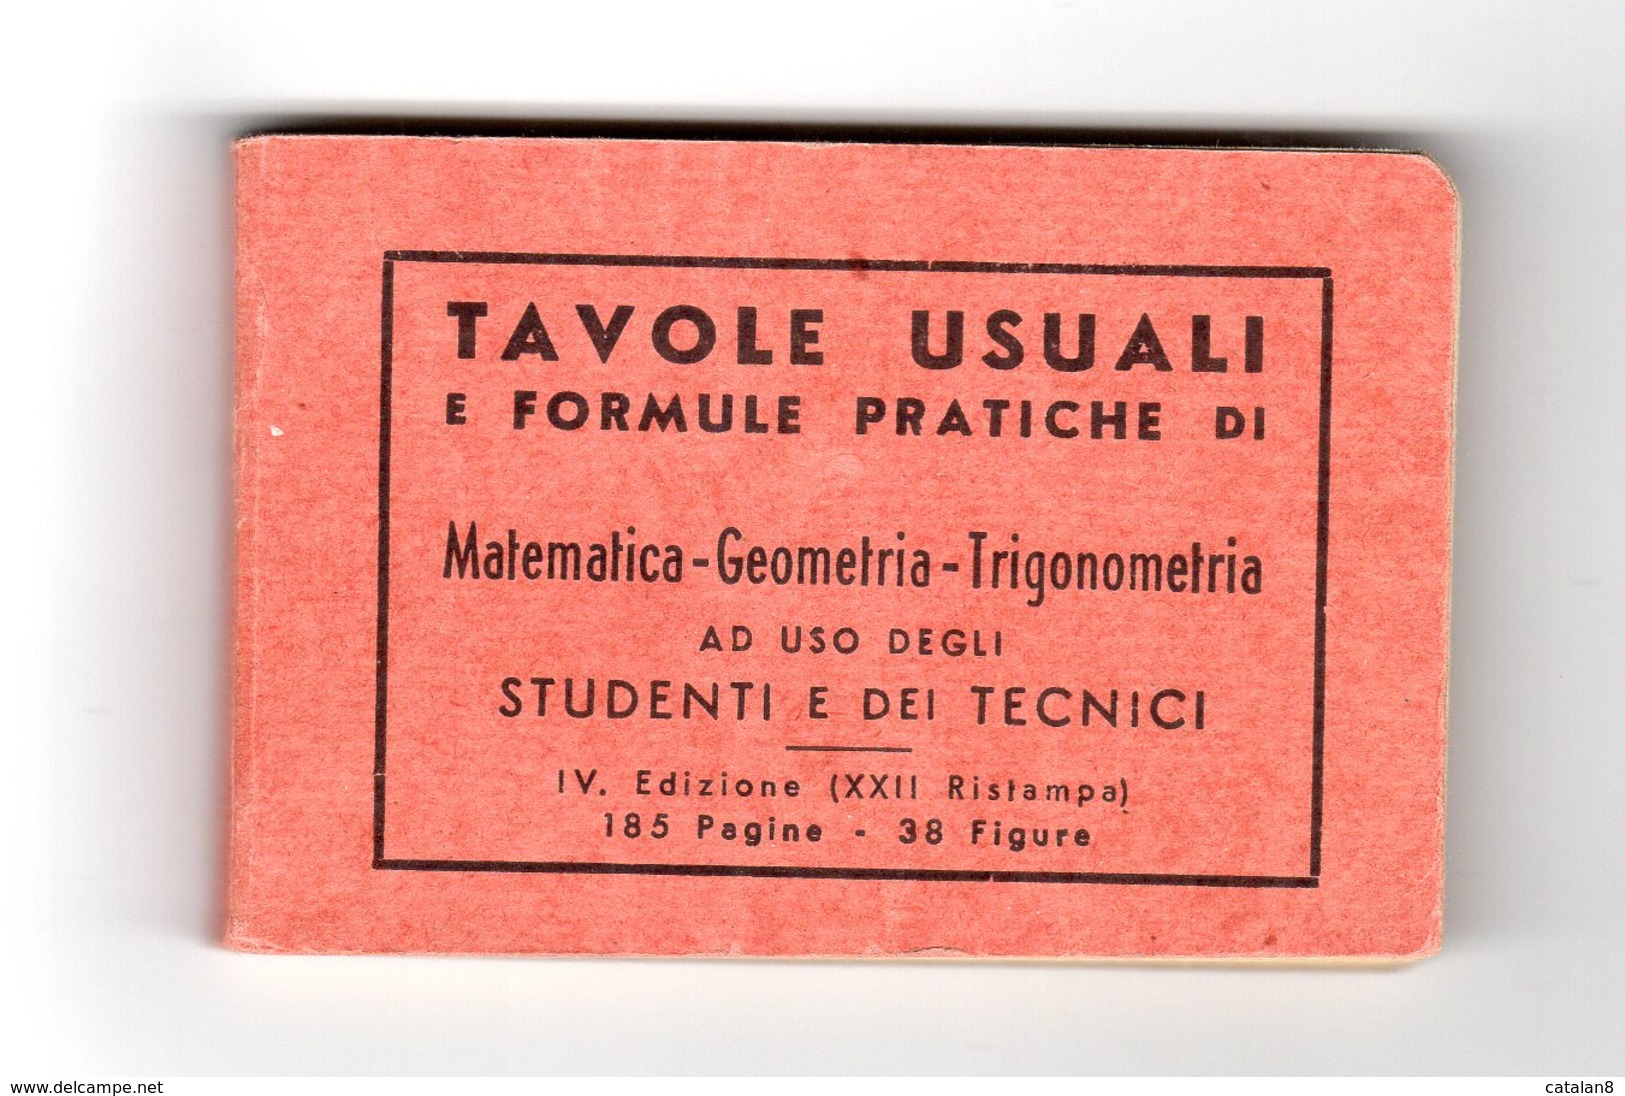 TAVOLE USUALI
E FORMULE PRATICHE DI
Matematica - Geometria - Trigonometria
AD USO DEGLI
STUDENTI E DEI TECNICI
IV. Edizione (XXII Ristampa)
185 Pagine - 38 Figure
www.delcampe.net
catalan8